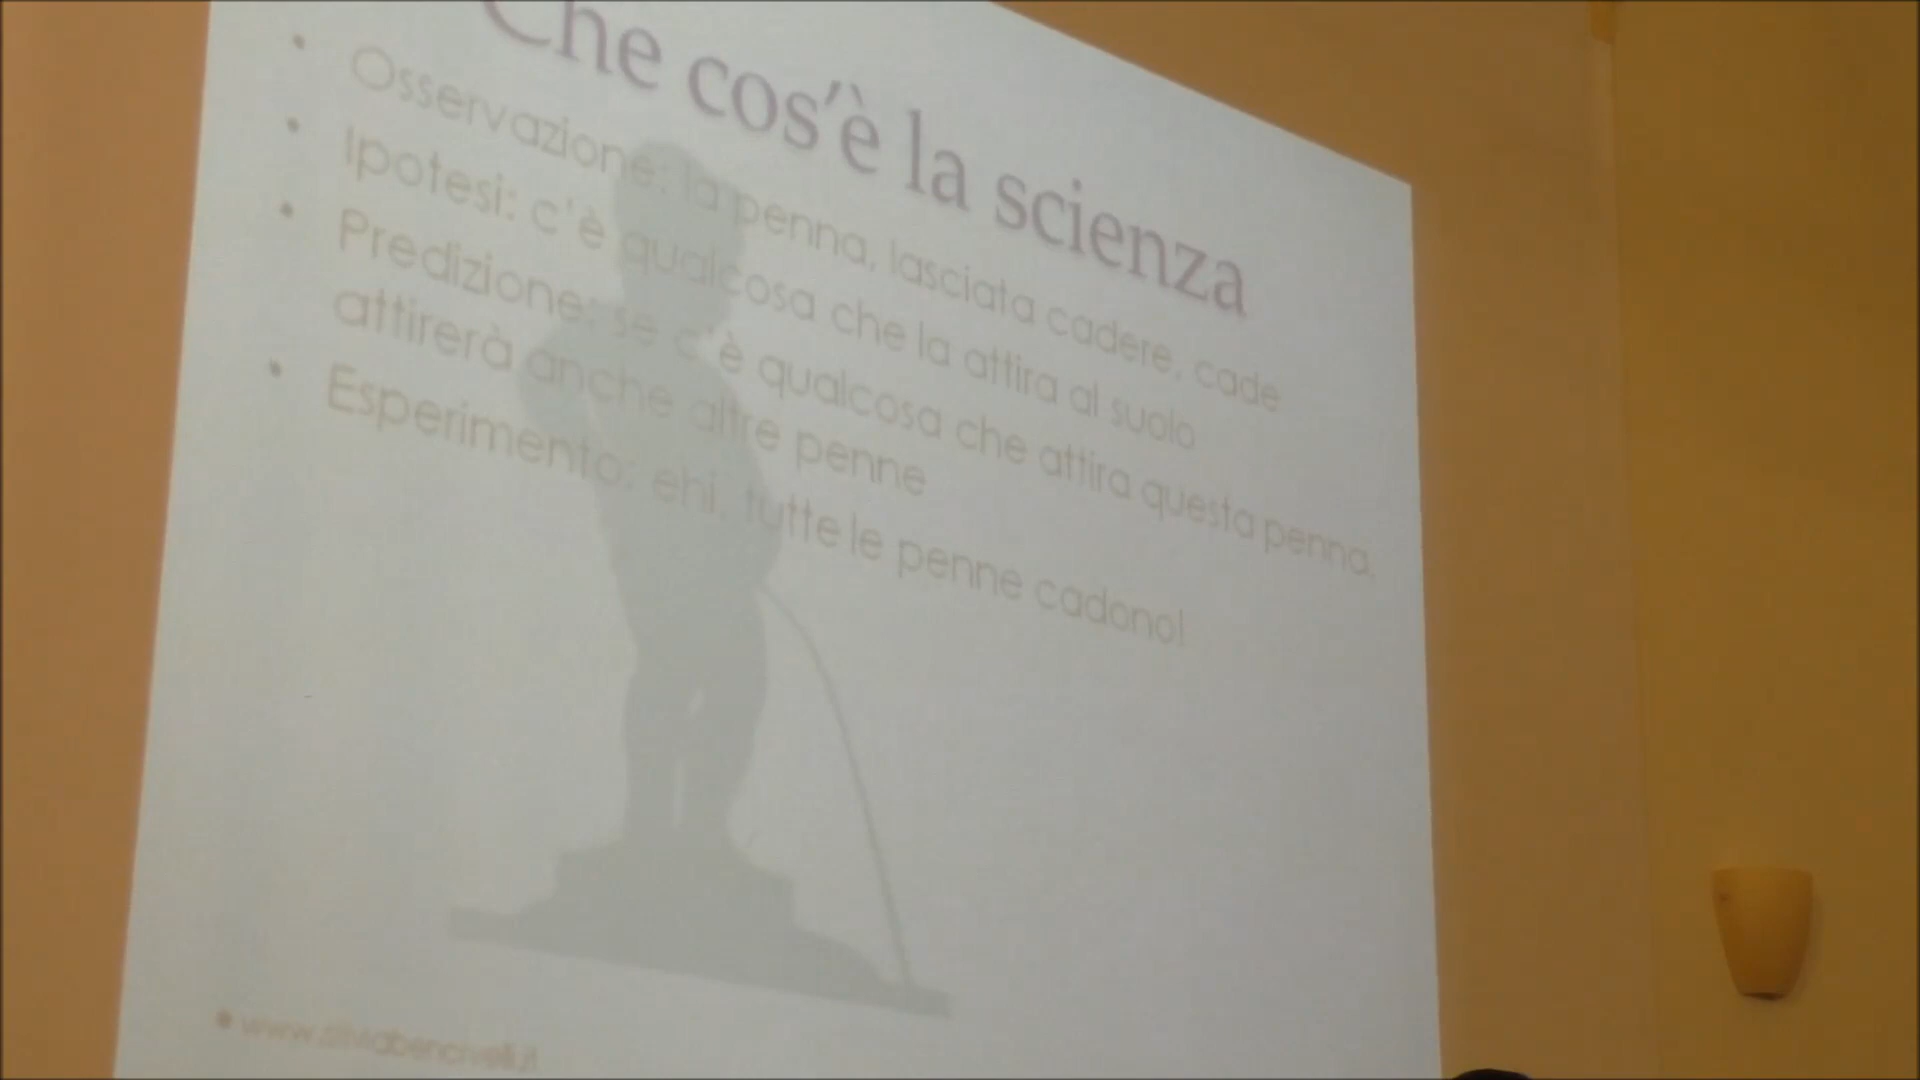 Che cos'è la scienza
• Osservazione: la penna, lasciata cadere, cade
• Ipotesi: c'è qualcosa che la attira al suolo
• Predizione: se c'è qualcosa che attira questa penna,
attirerà anche altre penne
• Esperimento: ehi, tutte le penne cadono!
• www.silviabencivelli.it